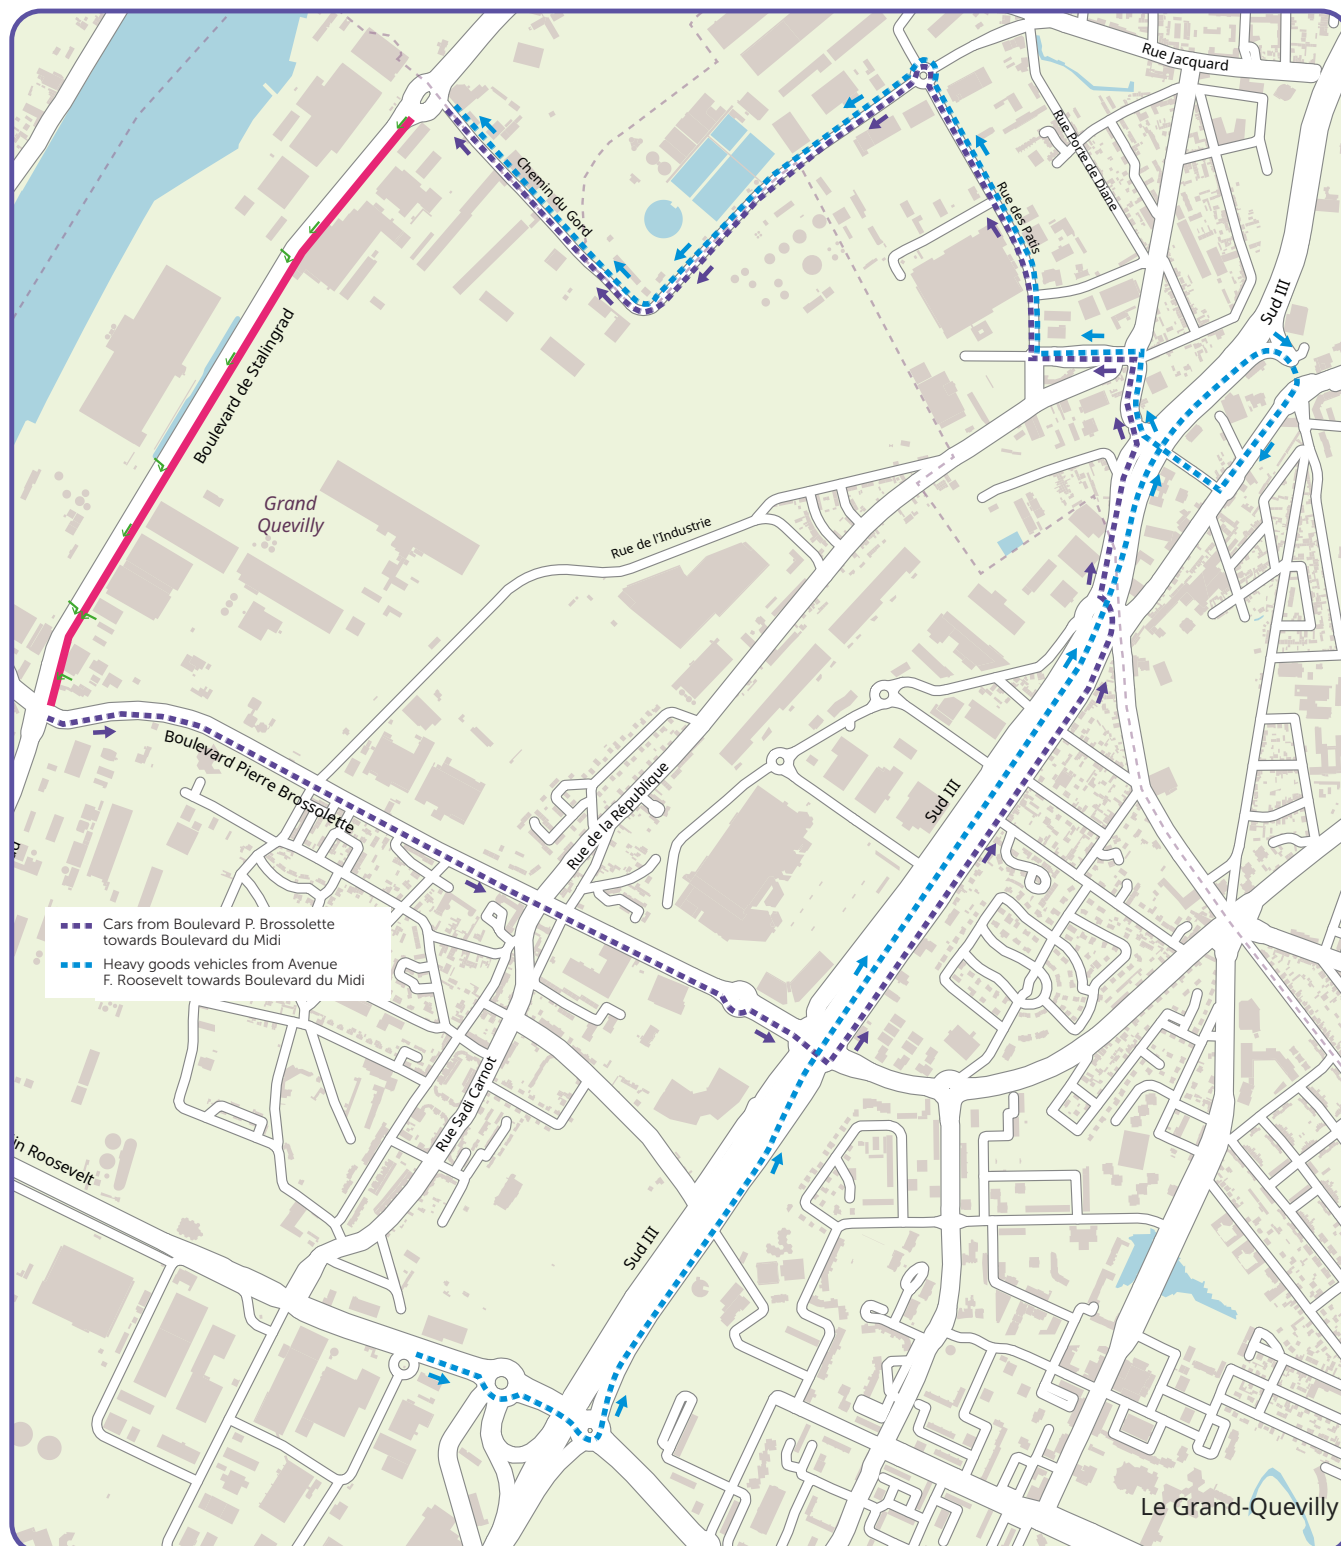 Rue Jacquard
Rue Porte de Diane
Chemin du Gord
Rue des Patis
Sud III
Boulevard de Stalingrad
Grand
Quevilly
Rue de l'Industrie
Boulevard Pierre Brossolette
Rue de la République
Sud III
Cars from Boulevard P. Brossolette
towards Boulevard du Midi
Heavy goods vehicles from Avenue
F. Roosevelt towards Boulevard du Midi
Rue Sadi Carnot
in Roosevelt
Sud III
Le Grand-Quevilly